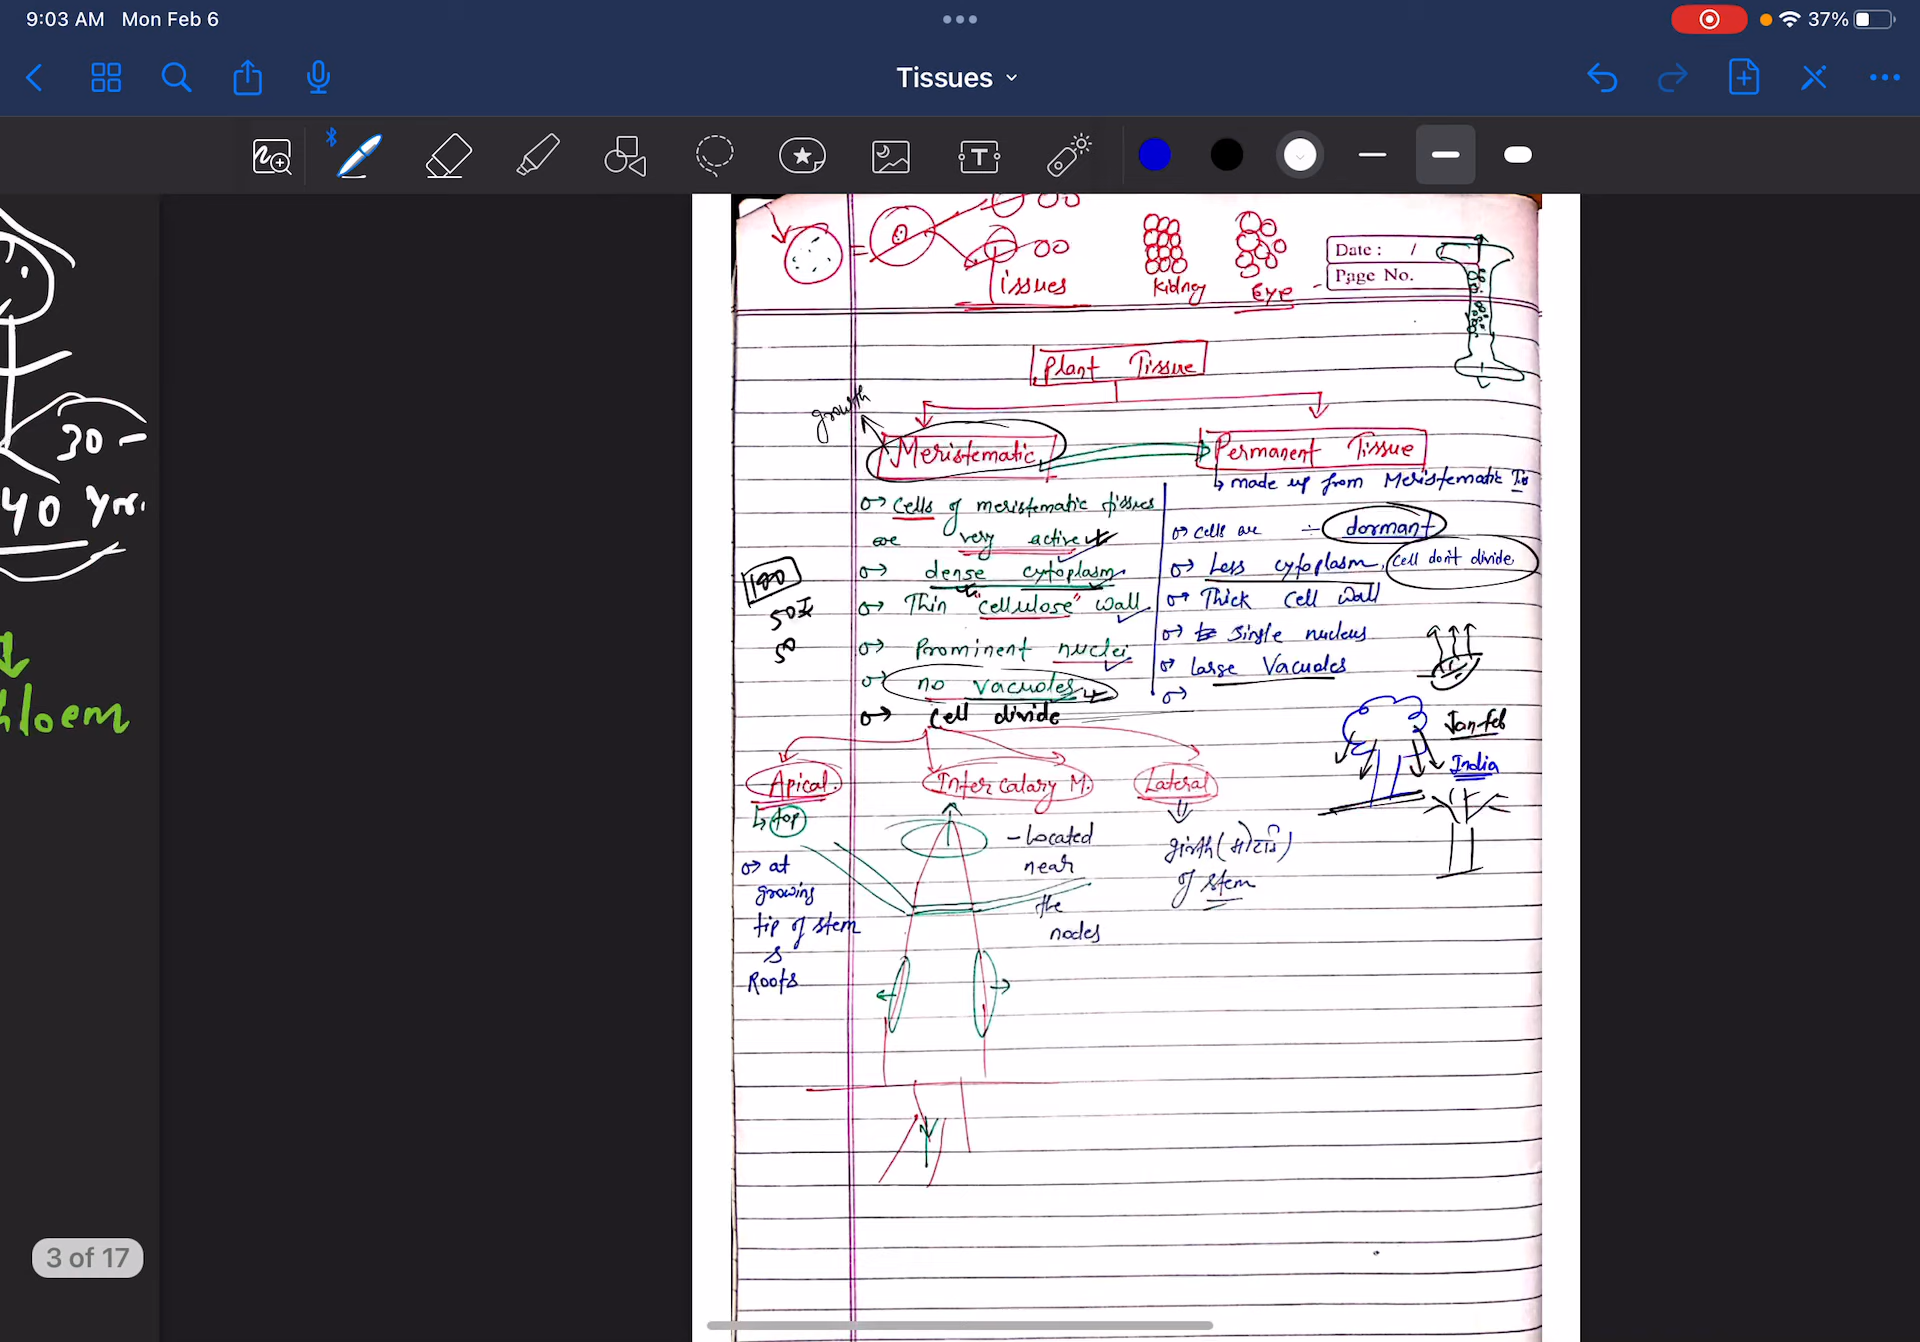 9:03 AM Mon Feb 6
37%
Tissues
T
Tissues
Kidney
Eye
Date : /
Page No.
Plant Tissue
growth
Meristematic
Permanent Tissue
made up from Meristematic Tis
Cells of meristematic tissues
are very active
dense cytoplasm
Thin "cellulose" wall
Prominent nuclei
no vacuoles
Cell divide
cells are - dormant
Less cytoplasm, cell don't divide
Thick Cell wall
Single nucleus
Large Vacuoles
100
50
50
30 -
40 yrs.
hloem
Jan-feb
India
Apical.
Intercalary M.
Lateral
top
at
growing
tip of stem
&
Roots
- Located
near
the
nodes
girth (मोटाई)
of stem
3 of 17